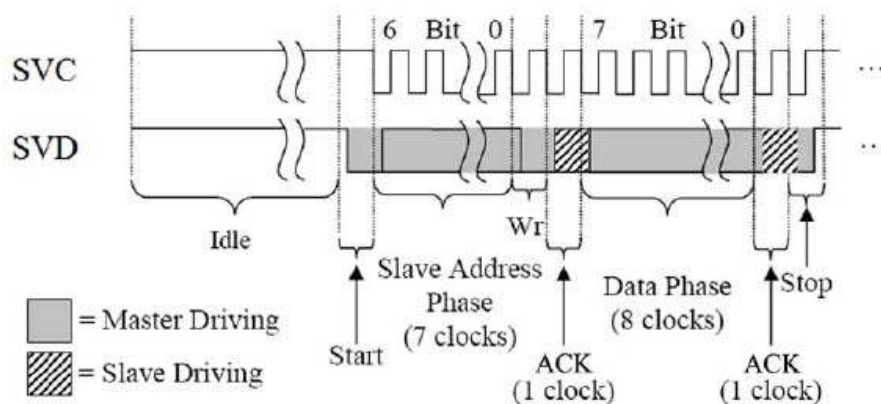 6 Bit 0 7 Bit 0
SVC ...
SVD ...
Idle
Wr
Slave Address
Phase
(7 clocks)
Data Phase
(8 clocks)
Stop
= Master Driving
= Slave Driving
Start
ACK
(1 clock)
ACK
(1 clock)